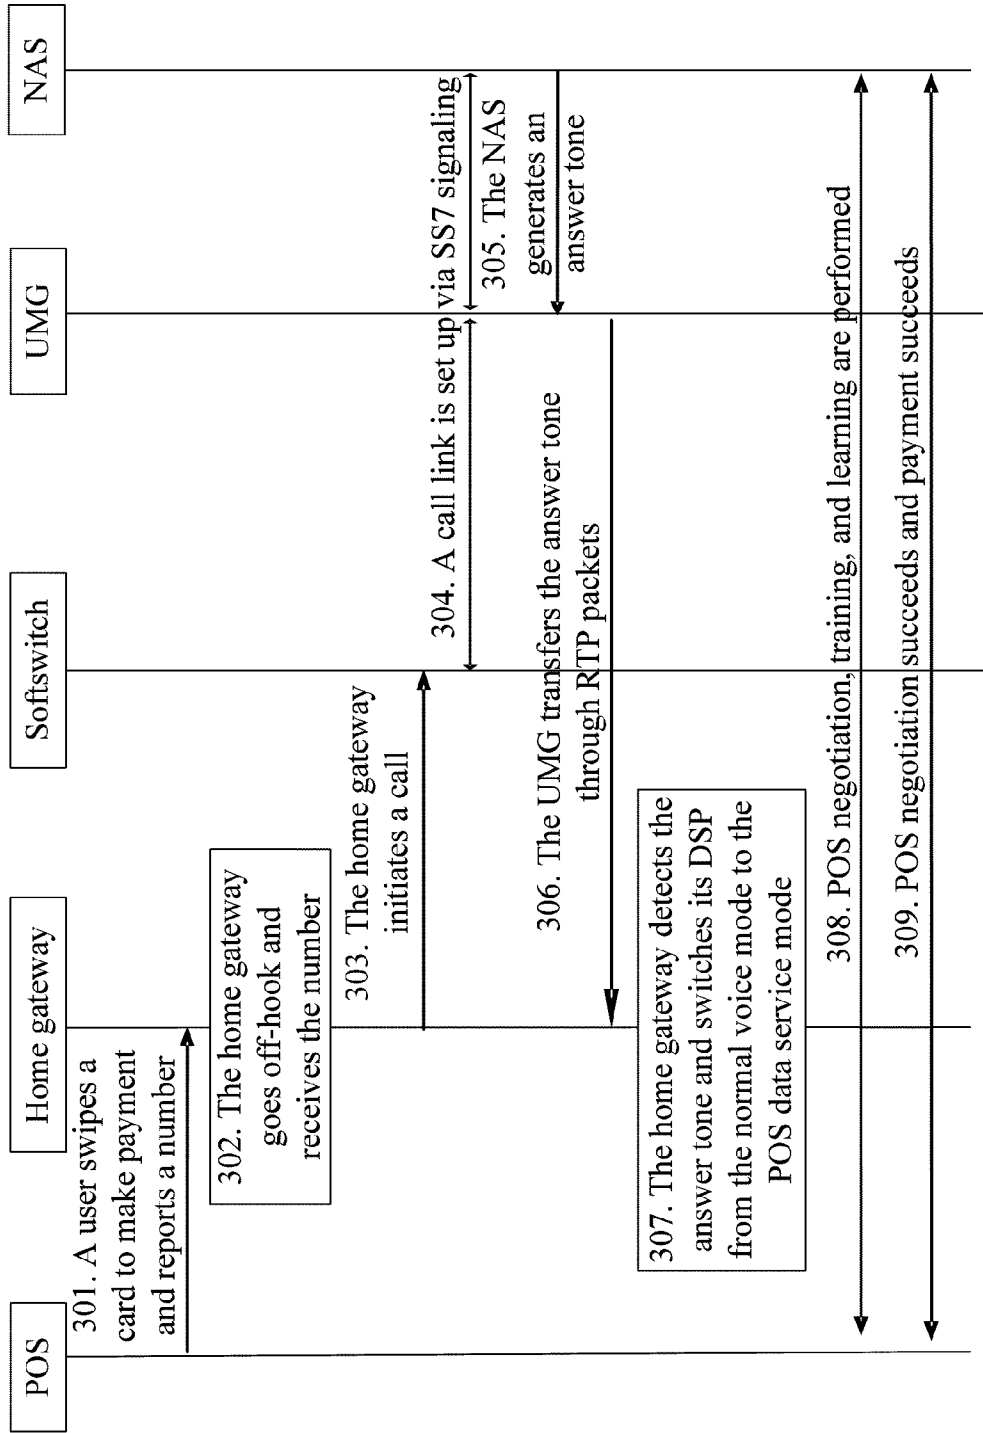 POS
Home gateway
Softswitch
UMG
NAS
301. A user swipes a
card to make payment
and reports a number
302. The home gateway
goes off-hook and
receives the number
303. The home gateway
initiates a call
304. A call link is set up via SS7 signaling
305. The NAS
generates an
answer tone
306. The UMG transfers the answer tone
through RTP packets
307. The home gateway detects the
answer tone and switches its DSP
from the normal voice mode to the
POS data service mode
308. POS negotiation, training, and learning are performed
309. POS negotiation succeeds and payment succeeds